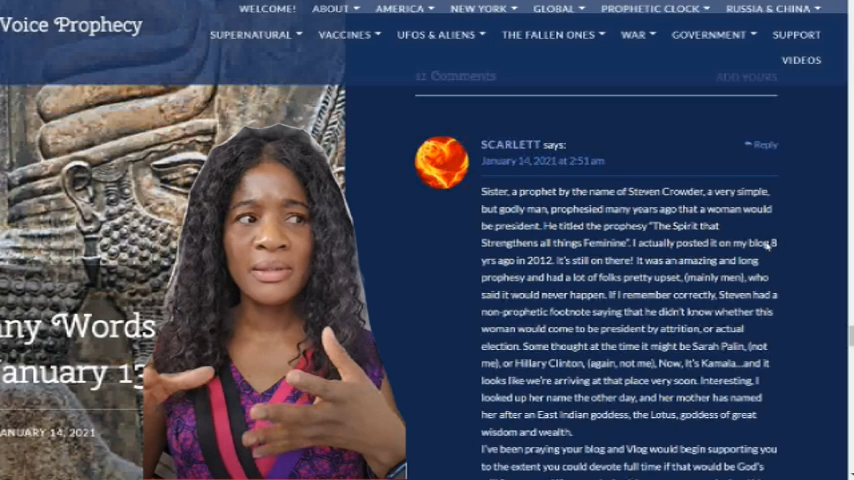 WELCOME! ABOUT AMERICA NEW YORK GLOBAL PROPHETIC CLOCK RUSSIA & CHINA
Voice Prophecy
SUPERNATURAL VACCINES UFOS & ALIENS THE FALLEN ONES WAR GOVERNMENT SUPPORT
VIDEOS
12 Comments ADD YOURS
SCARLETT says: Reply
January 14, 2021 at 2:51 am
Sister, a prophet by the name of Steven Crowder, a very simple,
but godly man, prophesied many years ago that a woman would
be president. He titled the prophesy "The Spirit that
Strengthens all things Feminine". I actually posted it on my blog 8
yrs ago in 2012. It's still on there! It was an amazing and long
prophesy and had a lot of folks pretty upset, (mainly men), who
said it would never happen. If I remember correctly, Steven had a
non-prophetic footnote saying that he didn't know whether this
woman would come to be president by attrition, or actual
election. Some thought at the time it might be Sarah Palin, (not
me), or Hillary Clinton, (again, not me), Now, It's Kamala...and it
looks like we're arriving at that place very soon. Interesting, I
looked up her name the other day, and her mother has named
her after an East Indian goddess, the Lotus, goddess of great
wisdom and wealth.
I've been praying your blog and Vlog would begin supporting you
to the extent you could devote full time if that would be God's
ny Words
anuary 13
ANUARY 14, 2021